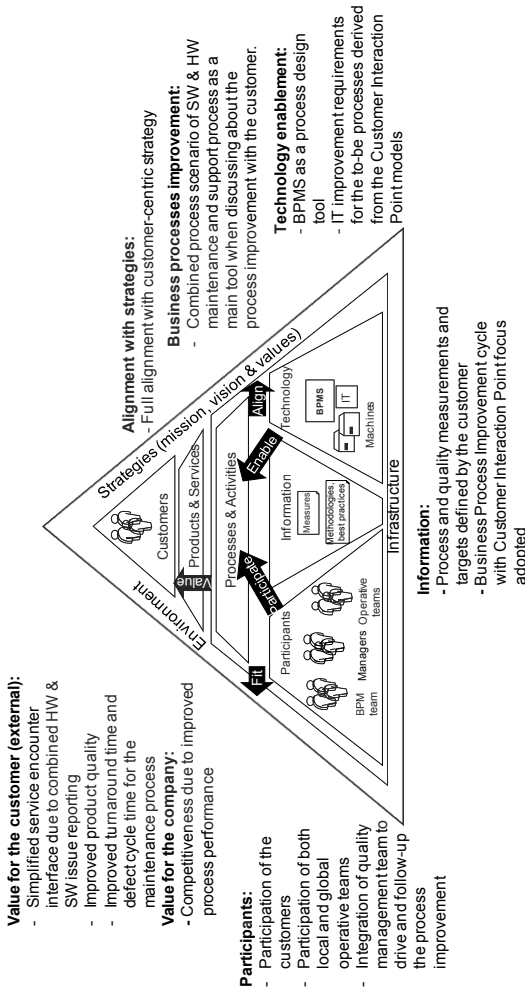 Value for the customer (external):
- Simplified service encounter
interface due to combined HW &
SW issue reporting
- Improved product quality
- Improved turnaround time and
defect cycle time for the
maintenance process
Value for the company:
- Competitiveness due to improved
process performance
Participants:
- Participation of the
customers
- Participation of both
local and global
operative teams
- Integration of quality
management team to
drive and follow-up
the process
improvement
Environment
Strategies (mission, vision & values)
Infrastructure
Customers
Products & Services
Value
Processes & Activities
Fit
Participate
Enable
Align
Participants
BPM
team
Managers
Operative
teams
Information
Measures
Methodologies,
best practices
Technology
BPMS
IT
Machines
Alignment with strategies:
- Full alignment with customer-centric strategy
Business processes improvement:
- Combined process scenario of SW & HW
maintenance and support process as a
main tool when discussing about the
process improvement with the customer.
Technology enablement:
- BPMS as a process design
tool
- IT improvement requirements
for the to-be processes derived
from the Customer Interaction
Point models
Information:
- Process and quality measurements and
targets defined by the customer
- Business Process Improvement cycle
with Customer Interaction Point focus
adopted